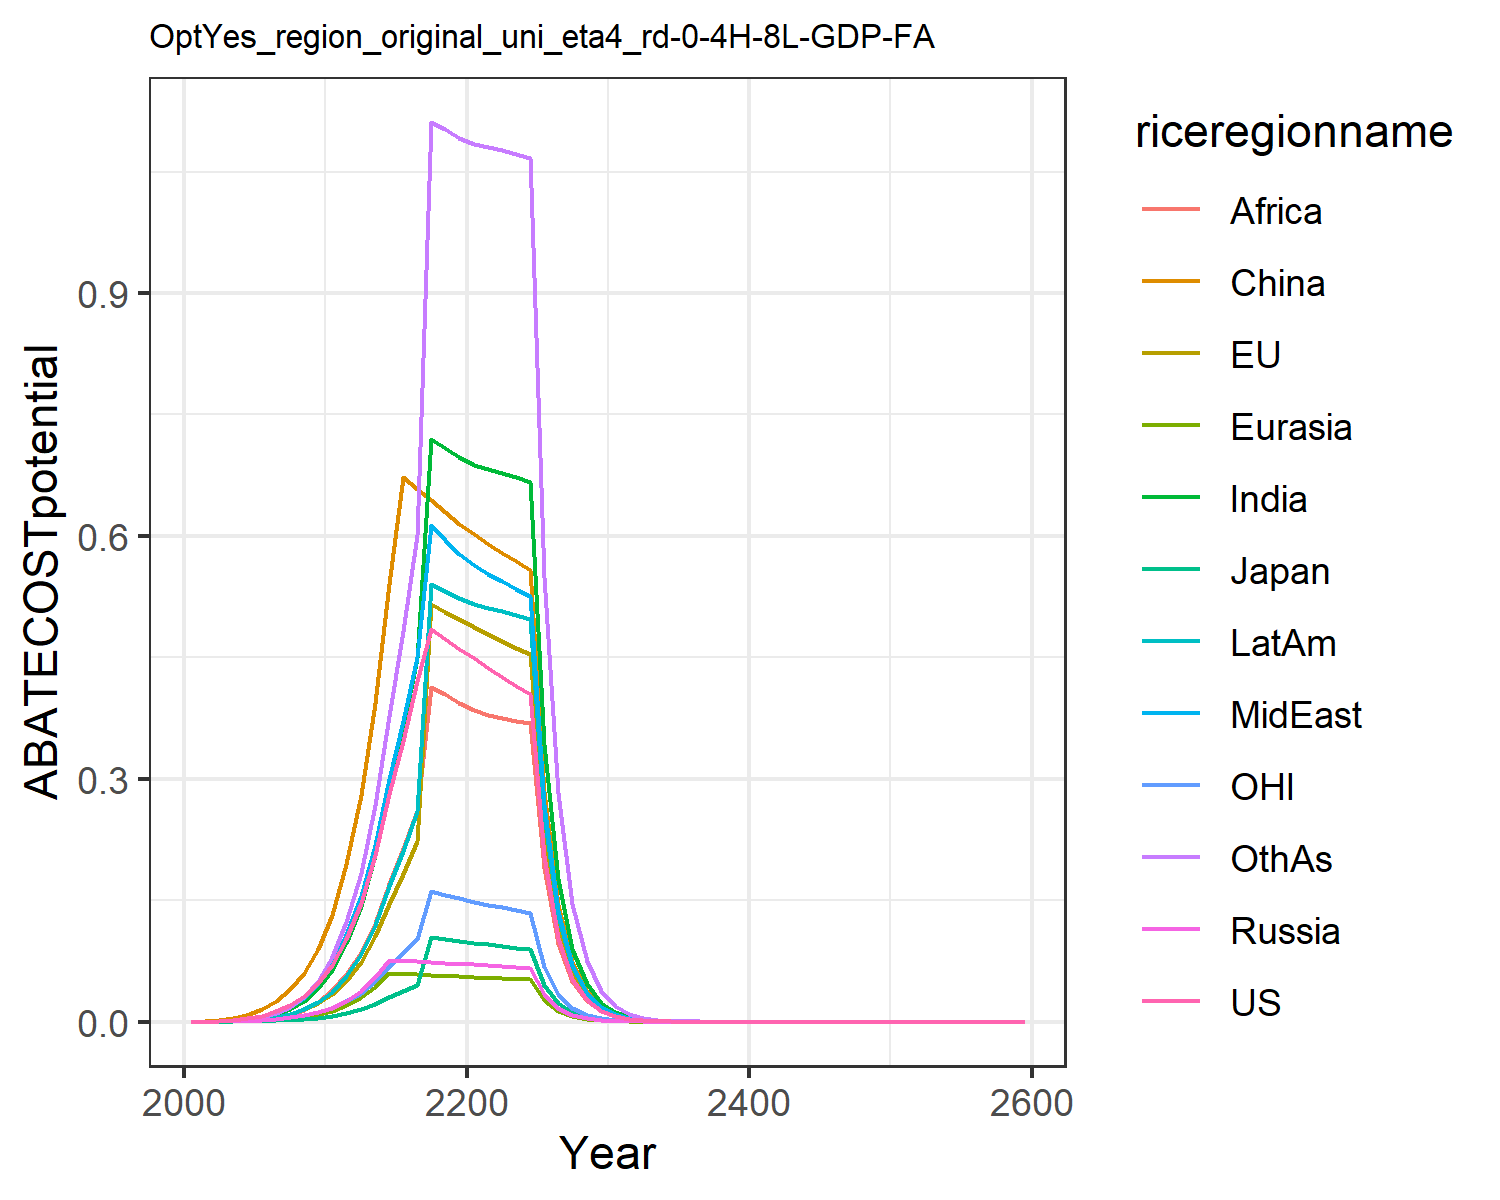 OptYes_region_original_uni_eta4_rd-0-4H-8L-GDP-FA
ABATECOSTpotential
0.9
0.6
0.3
0.0
2000 2200 2400 2600
Year
riceregionname
Africa
China
EU
Eurasia
India
Japan
LatAm
MidEast
OHI
OthAs
Russia
US